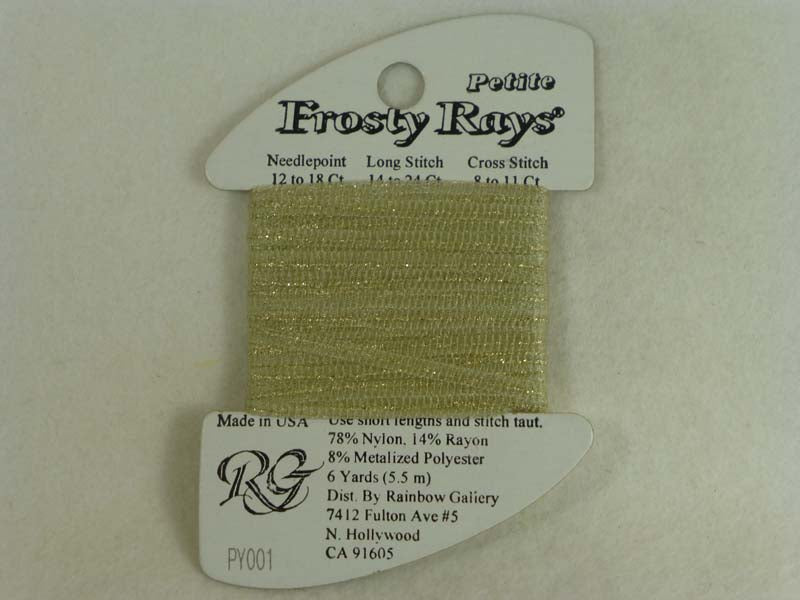 Petite
Frosty Rays®
Needlepoint Long Stitch Cross Stitch
12 to 18 Ct. 14 to 24 Ct. 8 to 11 Ct.
Made in USA
Use short lengths and stitch taut.
78% Nylon, 14% Rayon
8% Metalized Polyester
6 Yards (5.5 m)
Dist. By Rainbow Gallery
7412 Fulton Ave #5
N. Hollywood
CA 91605
RG
PY001